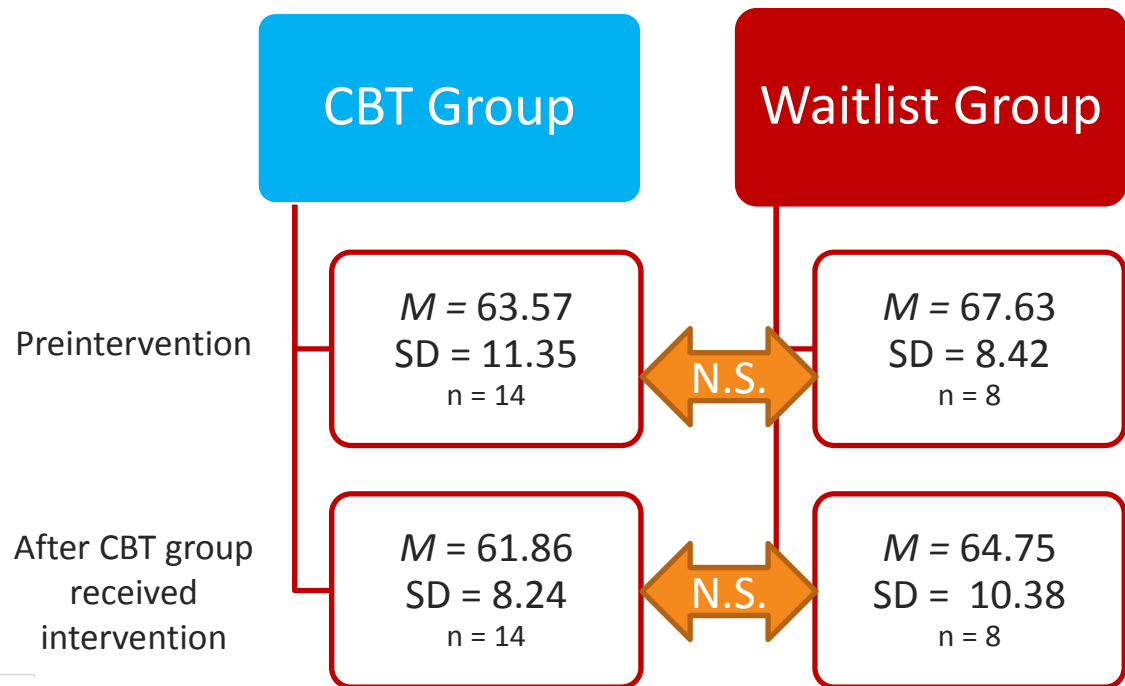 CBT Group
Waitlist Group
Preintervention
M = 63.57
SD = 11.35
n = 14
N.S.
M = 67.63
SD = 8.42
n = 8
After CBT group
received
intervention
M = 61.86
SD = 8.24
n = 14
N.S.
M = 64.75
SD = 10.38
n = 8